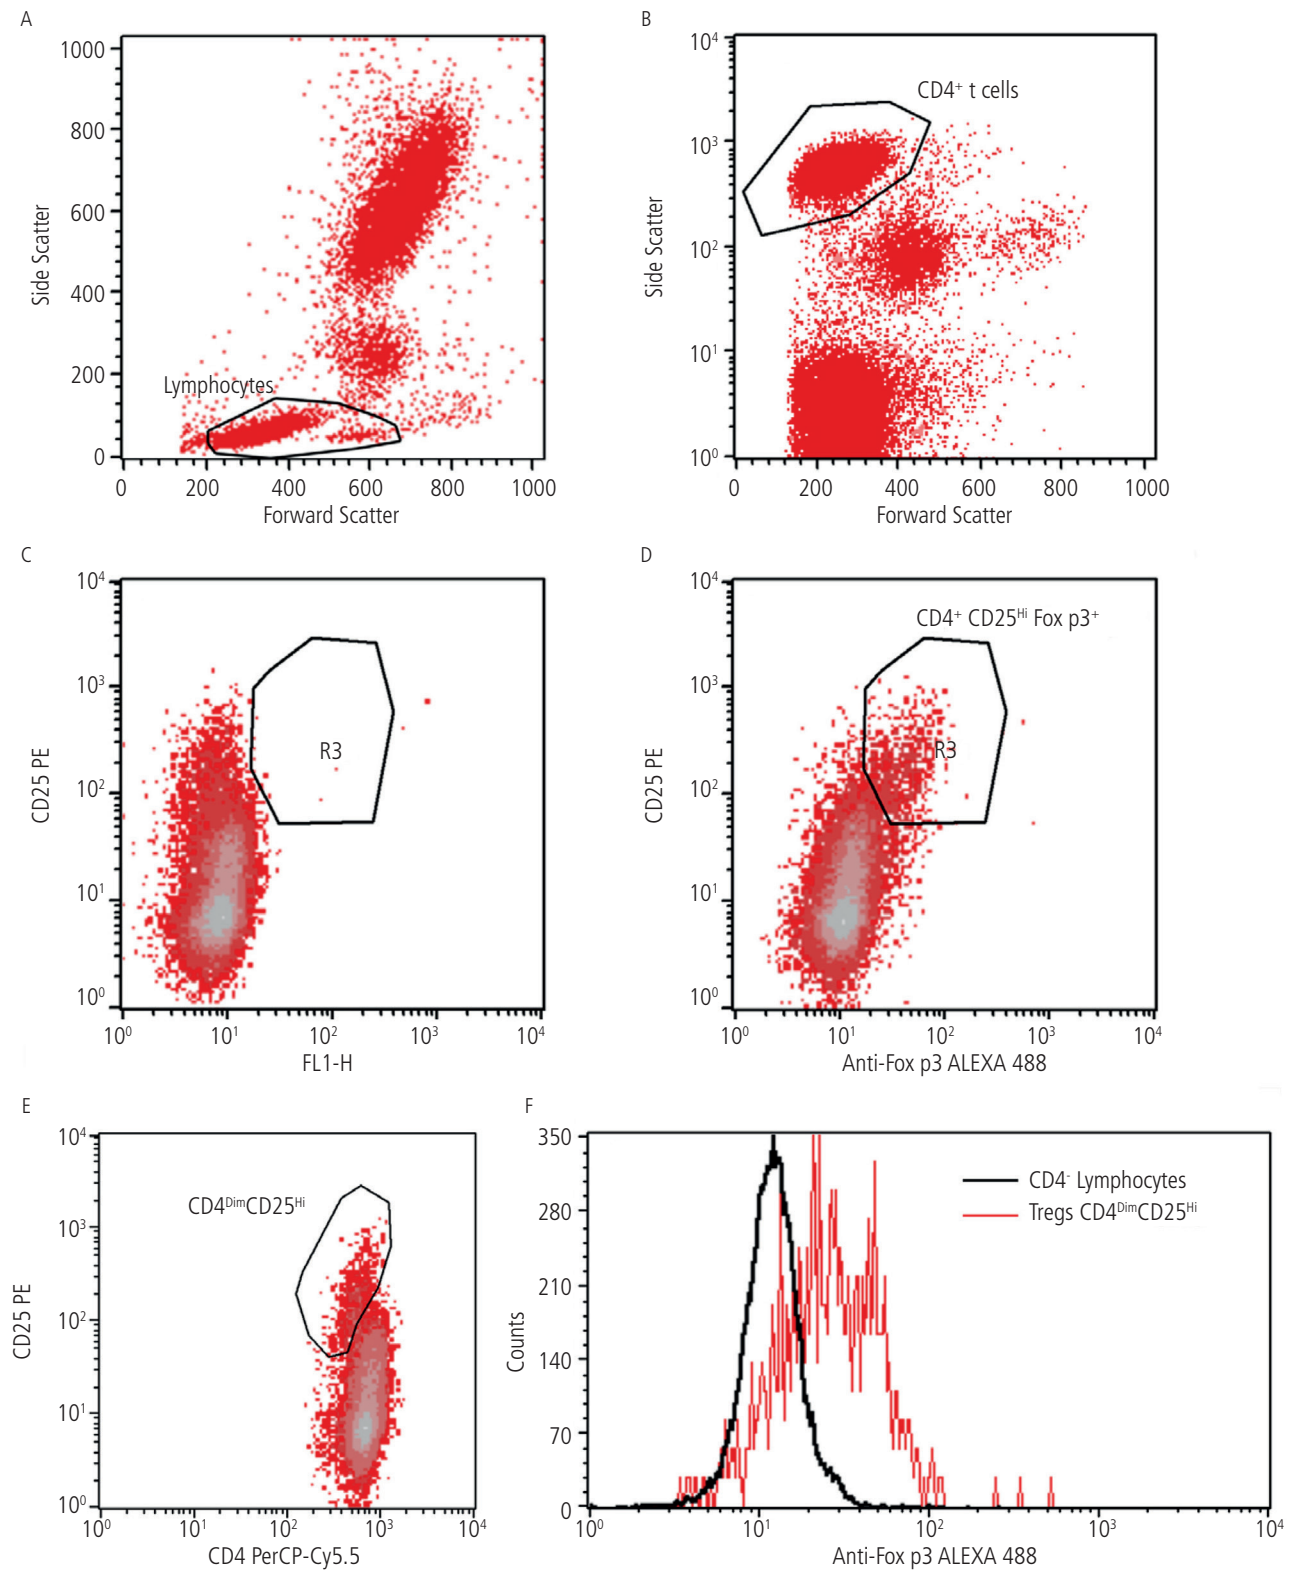 A
1000
800
600
400
200
0
Side Scatter
Lymphocytes
0 200 400 600 800 1000
Forward Scatter
B
10⁴
10³
10²
10¹
10⁰
Side Scatter
CD4⁺ t cells
0 200 400 600 800 1000
Forward Scatter
C
10⁴
10³
10²
10¹
10⁰
CD25 PE
R3
10⁰ 10¹ 10² 10³ 10⁴
FL1-H
D
10⁴
10³
10²
10¹
10⁰
CD25 PE
CD4⁺ CD25ᴴⁱ Fox p3⁺
R3
10⁰ 10¹ 10² 10³ 10⁴
Anti-Fox p3 ALEXA 488
E
10⁴
10³
10²
10¹
10⁰
CD25 PE
CD4ᴰⁱᵐCD25ᴴⁱ
10⁰ 10¹ 10² 10³ 10⁴
CD4 PerCP-Cy5.5
F
350
280
210
140
70
0
Counts
CD4⁻ Lymphocytes
Tregs CD4ᴰⁱᵐCD25ᴴⁱ
10⁰ 10¹ 10² 10³ 10⁴
Anti-Fox p3 ALEXA 488